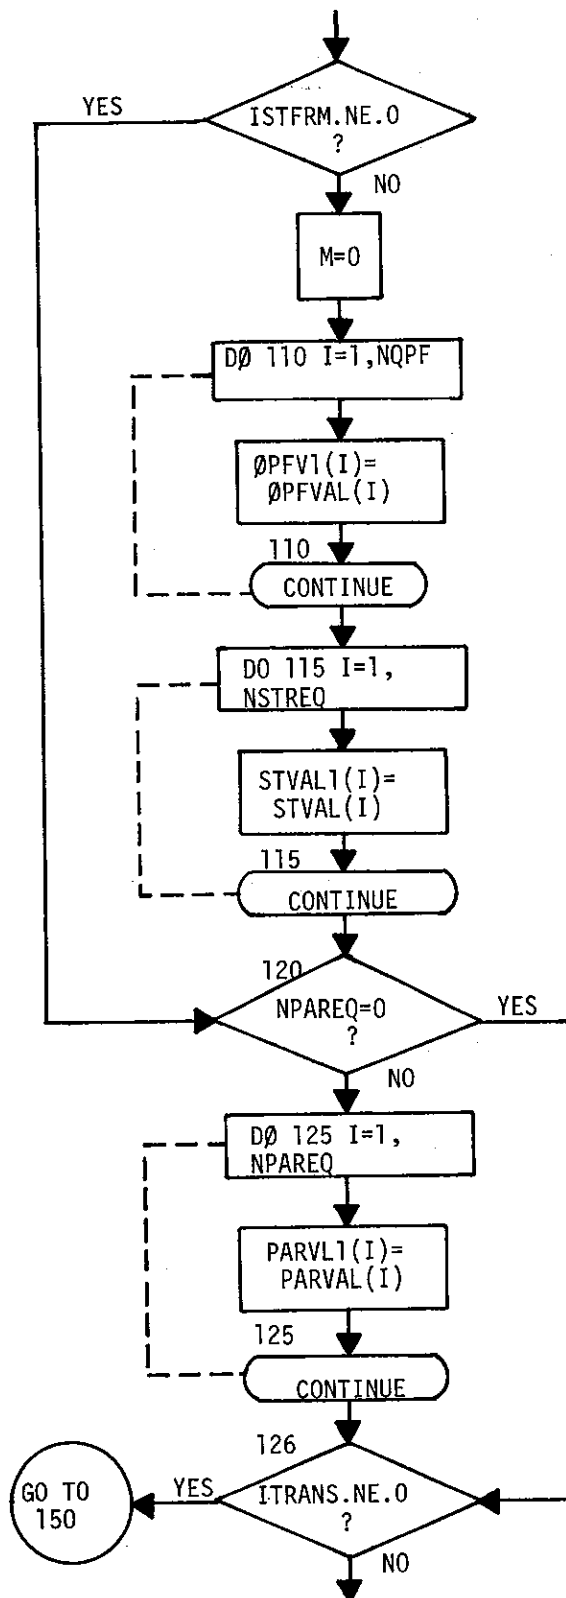 YES
ISTFRM.NE.0
?
NO
M=0
DØ 110 I=1,NQPF
ØPFV1(I)=
ØPFVAL(I)
110
CONTINUE
DO 115 I=1,
NSTREQ
STVAL1(I)=
STVAL(I)
115
CONTINUE
120
NPAREQ=0
?
YES
NO
DØ 125 I=1,
NPAREQ
PARVL1(I)=
PARVAL(I)
125
CONTINUE
126
GO TO
150
YES
ITRANS.NE.0
?
NO